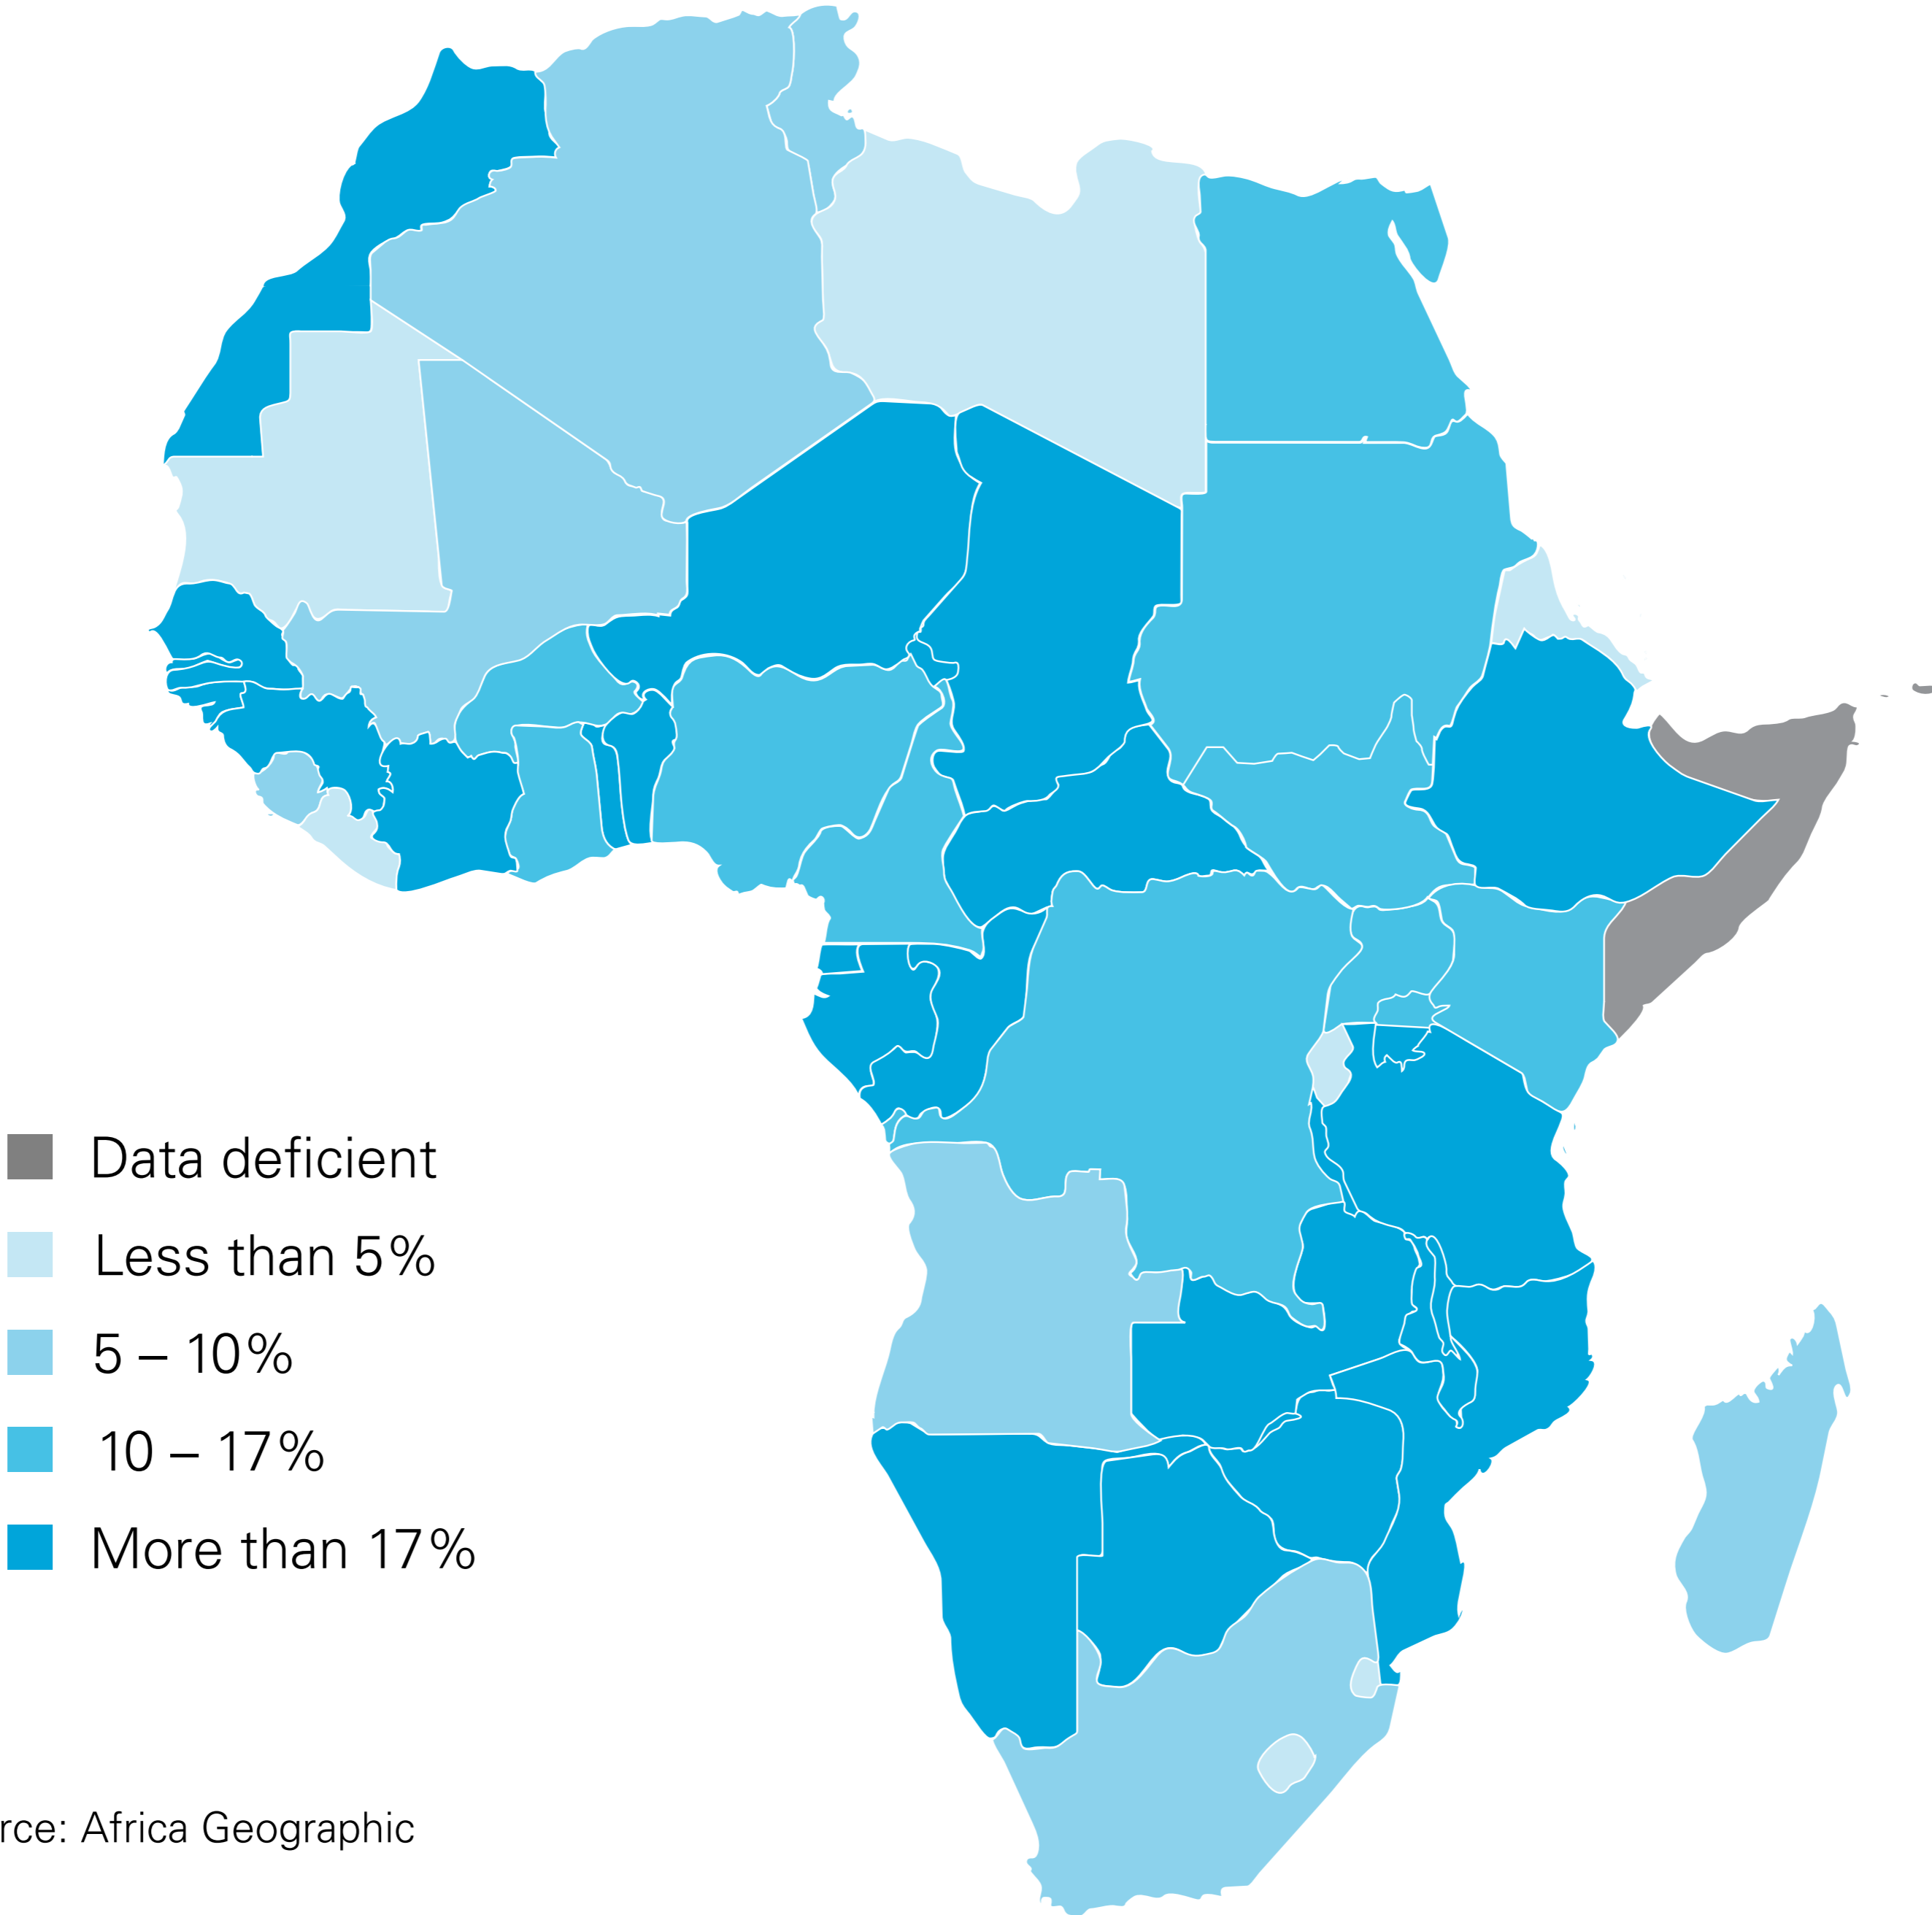 Data deficient
Less than 5%
5 – 10%
10 – 17%
More than 17%
rce: Africa Geographic